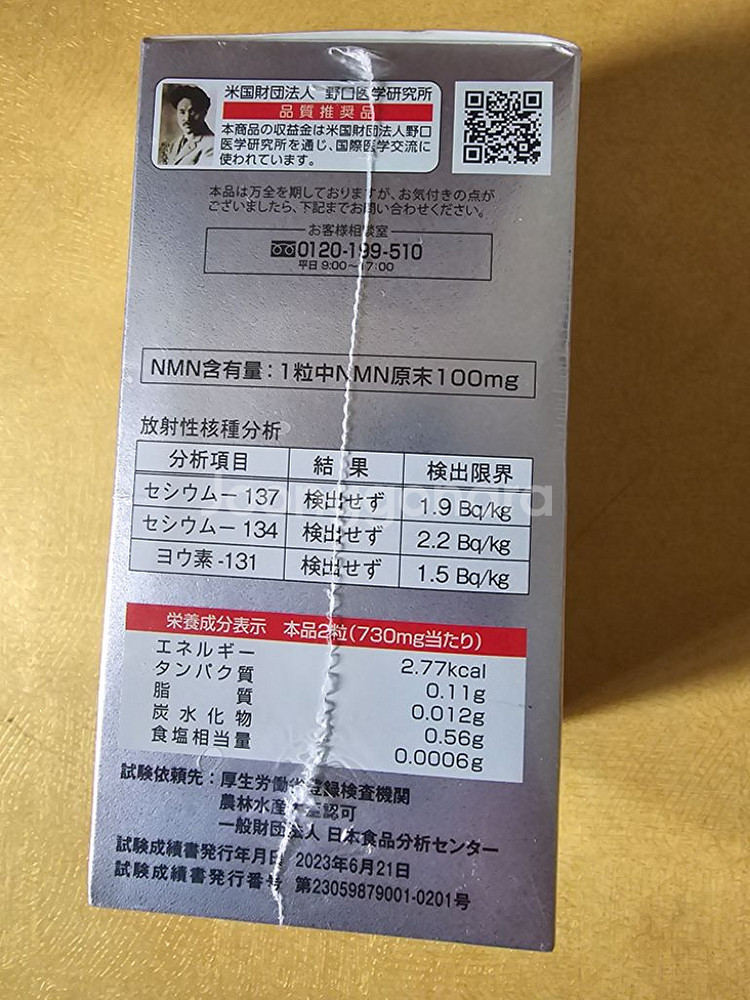 米国財団法人 野口医学研究所
品質推奨品
本商品の収益金は米国財団法人野口
医学研究所を通じ、国際医学交流に
使われています。
本品は万全を期しておりますが、お気付きの点が
ございましたら、下記までお問い合わせください。
お客様相談室
0120-199-510
平日 9:00～17:00
NMN含有量：1粒中NMN原末100mg
放射性核種分析
分析項目 結果 検出限界
セシウムー137 検出せず 1.9 Bq/kg
セシウムー134 検出せず 2.2 Bq/kg
ヨウ素-131 検出せず 1.5 Bq/kg
Joonggonara
栄養成分表示 本品2粒(730mg当たり)
エネルギー 2.77kcal
タンパク質 0.11g
脂質 0.012g
炭水化物 0.56g
食塩相当量 0.0006g
試験依頼先：厚生労働省登録検査機関
農林水産大臣認可
一般財団法人 日本食品分析センター
試験成績書発行年月日 2023年6月21日
試験成績書発行番号 第23059879001-0201号